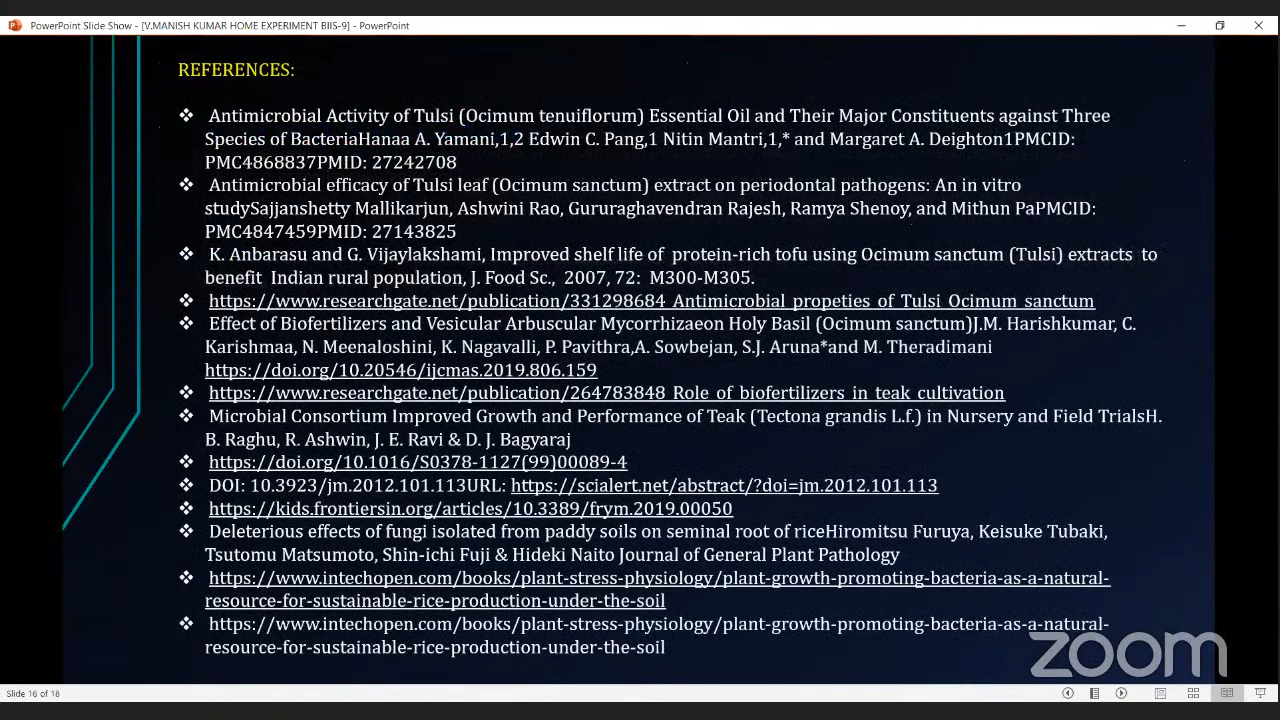 PowerPoint Slide Show - [V.MANISH KUMAR HOME EXPERIMENT BIIS-9] - PowerPoint
REFERENCES:
❖ Antimicrobial Activity of Tulsi (Ocimum tenuiflorum) Essential Oil and Their Major Constituents against Three
Species of BacteriaHanaa A. Yamani,1,2 Edwin C. Pang,1 Nitin Mantri,1,* and Margaret A. Deighton1PMCID:
PMC4868837PMID: 27242708
❖ Antimicrobial efficacy of Tulsi leaf (Ocimum sanctum) extract on periodontal pathogens: An in vitro
studySajjanshetty Mallikarjun, Ashwini Rao, Gururaghavendran Rajesh, Ramya Shenoy, and Mithun PaPMCID:
PMC4847459PMID: 27143825
❖ K. Anbarasu and G. Vijaylakshami, Improved shelf life of protein-rich tofu using Ocimum sanctum (Tulsi) extracts to
benefit Indian rural population, J. Food Sc., 2007, 72: M300-M305.
❖ https://www.researchgate.net/publication/331298684_Antimicrobial_propeties_of_Tulsi_Ocimum_sanctum
❖ Effect of Biofertilizers and Vesicular Arbuscular Mycorrhizaeon Holy Basil (Ocimum sanctum)J.M. Harishkumar, C.
Karishmaa, N. Meenaloshini, K. Nagavalli, P. Pavithra,A. Sowbejan, S.J. Aruna*and M. Theradimani
https://doi.org/10.20546/ijcmas.2019.806.159
❖ https://www.researchgate.net/publication/264783848_Role_of_biofertilizers_in_teak_cultivation
❖ Microbial Consortium Improved Growth and Performance of Teak (Tectona grandis L.f.) in Nursery and Field TrialsH.
B. Raghu, R. Ashwin, J. E. Ravi & D. J. Bagyaraj
❖ https://doi.org/10.1016/S0378-1127(99)00089-4
❖ DOI: 10.3923/jm.2012.101.113URL: https://scialert.net/abstract/?doi=jm.2012.101.113
❖ https://kids.frontiersin.org/articles/10.3389/frym.2019.00050
❖ Deleterious effects of fungi isolated from paddy soils on seminal root of riceHiromitsu Furuya, Keisuke Tubaki,
Tsutomu Matsumoto, Shin-ichi Fuji & Hideki Naito Journal of General Plant Pathology
❖ https://www.intechopen.com/books/plant-stress-physiology/plant-growth-promoting-bacteria-as-a-natural-
resource-for-sustainable-rice-production-under-the-soil
❖ https://www.intechopen.com/books/plant-stress-physiology/plant-growth-promoting-bacteria-as-a-natural-
resource-for-sustainable-rice-production-under-the-soil
zoom
Slide 16 of 18